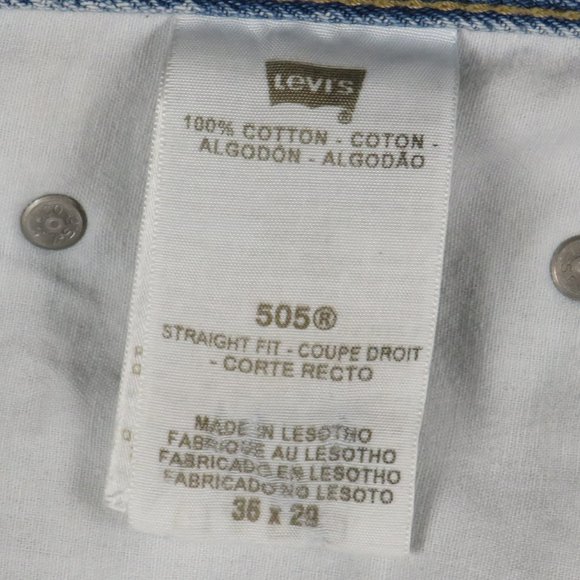 LEVI'S
®
100% COTTON - COTON -
ALGODÓN - ALGODÃO
505®
STRAIGHT FIT - COUPE DROIT
- CORTE RECTO
MADE IN LESOTHO
FABRIQUE AU LESOTHO
FABRICADO EN LESOTHO
FABRICADO NO LESOTO
36 x 29